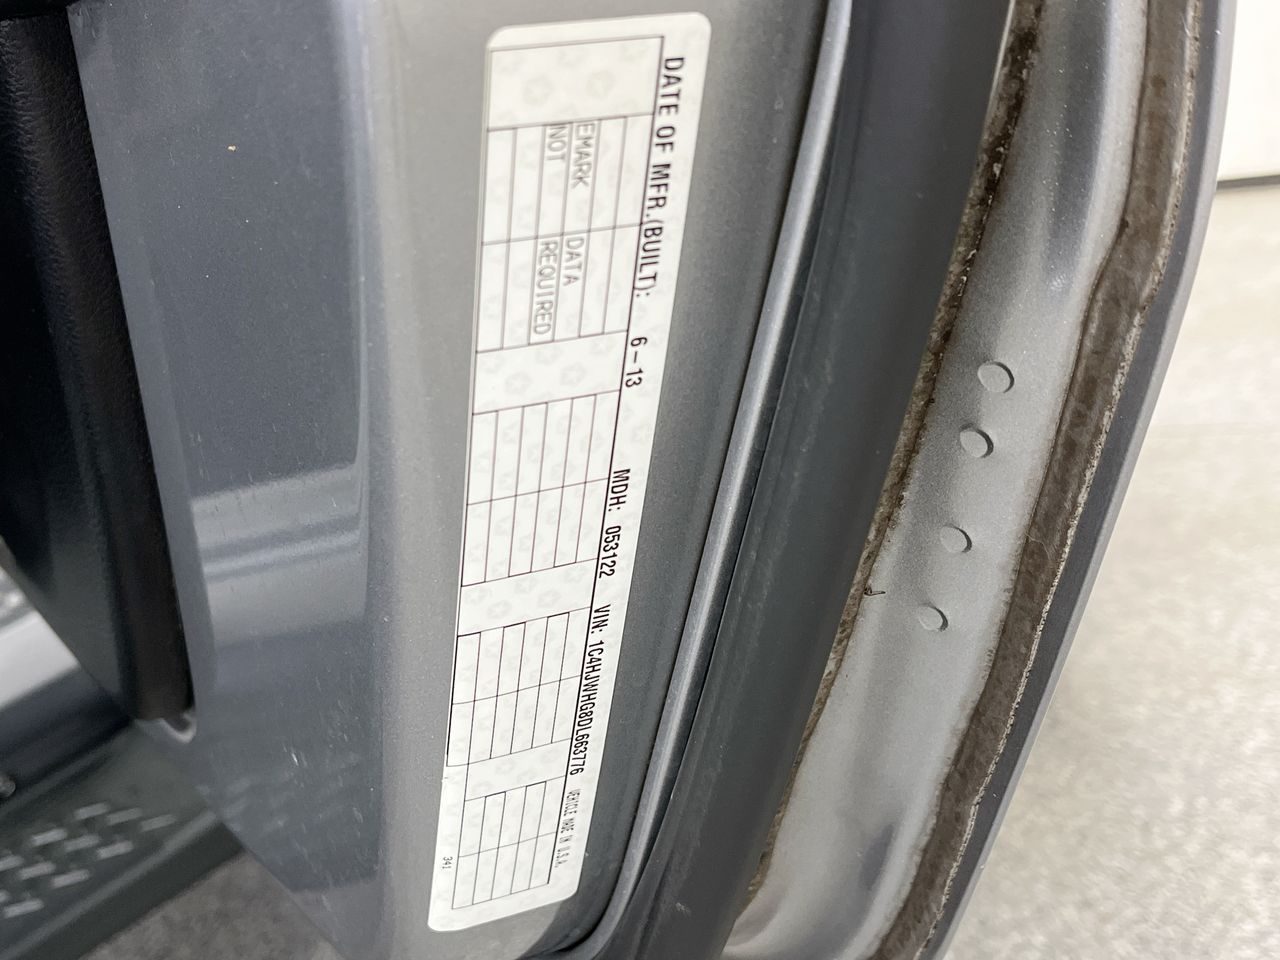 DATE OF MFR.(BUILT): 6-13 MDH: 053122 VIN: 1C4HJWHG8DL663776 VEHICLE MADE IN U.S.A.
EMARK DATA
NOT REQUIRED
341